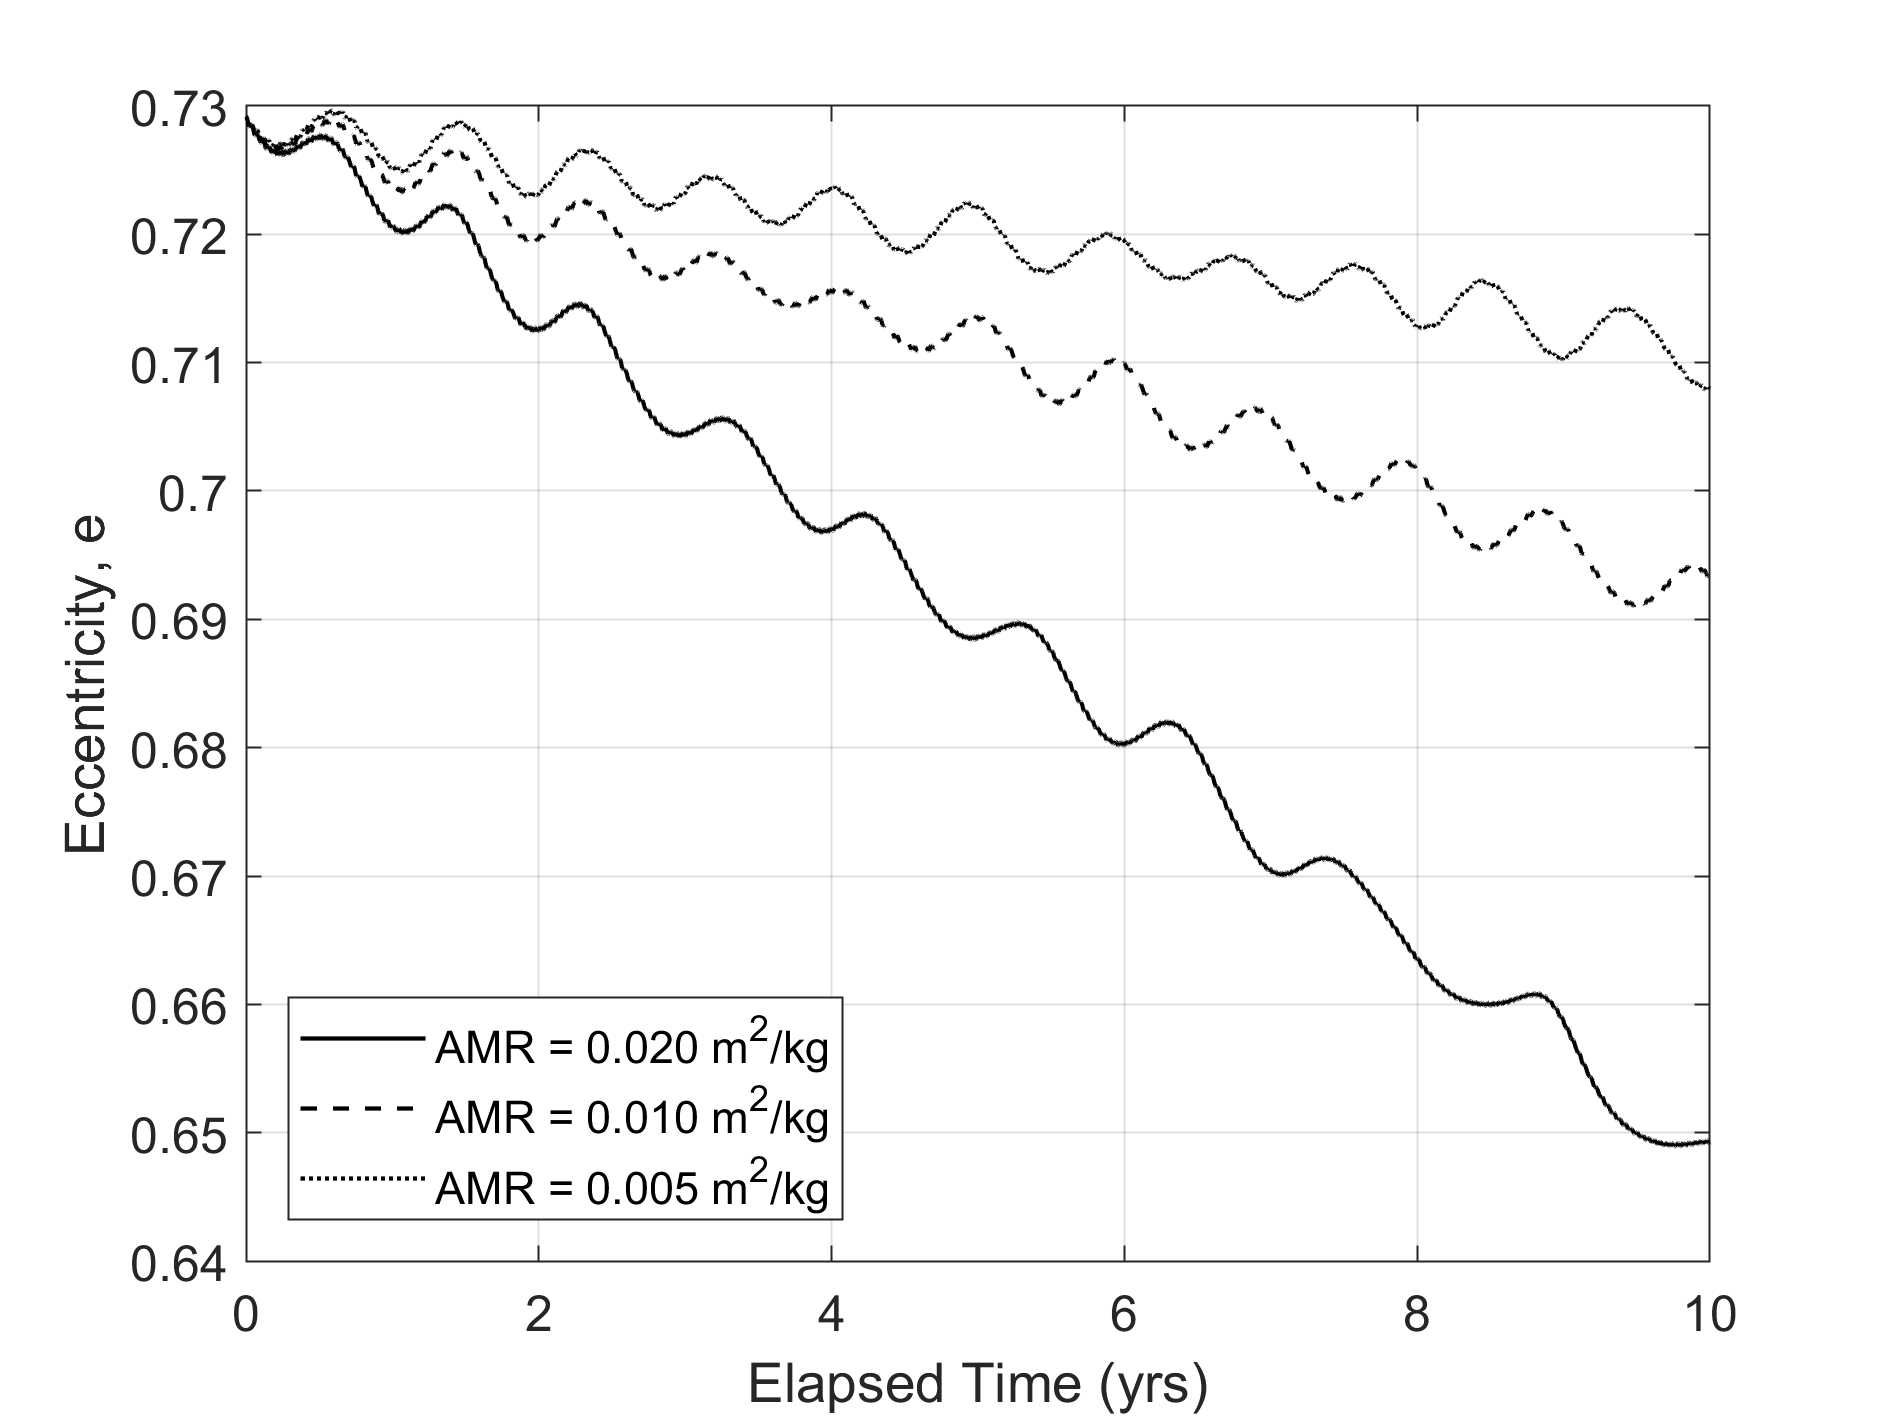 0.73
0.72
0.71
0.7
0.69
0.68
0.67
0.66
0.65
0.64
Eccentricity, e
AMR = 0.020 m²/kg
AMR = 0.010 m²/kg
AMR = 0.005 m²/kg
0 2 4 6 8 10
Elapsed Time (yrs)